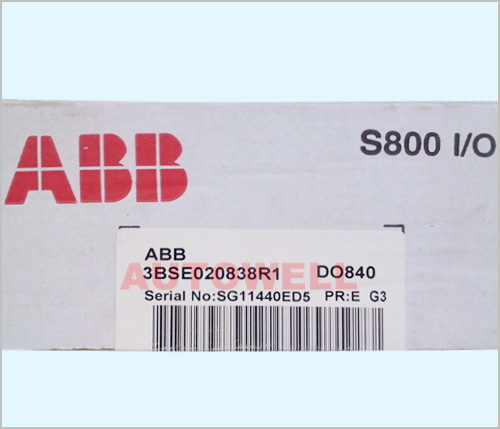 ABB
S800 I/O
ABB
3BSE020838R1 DO840
AUTOWELL
Serial No:SG11440ED5 PR:E G3